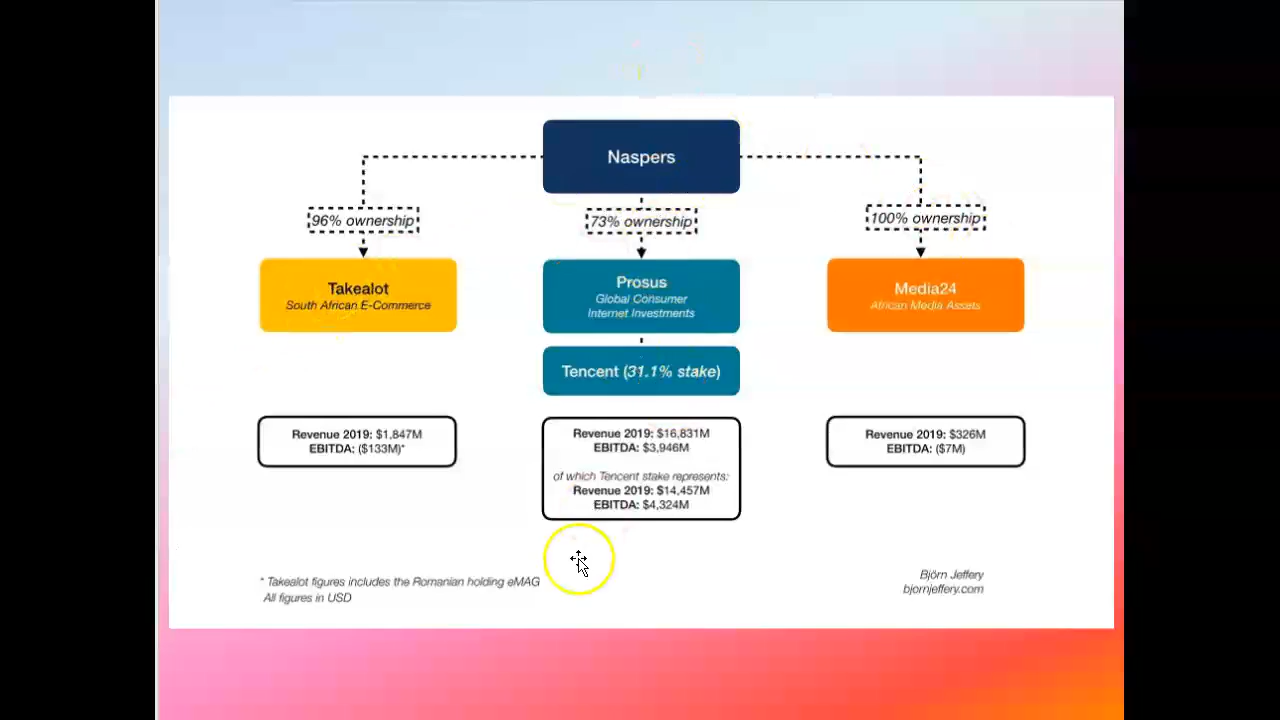 Naspers
96% ownership
73% ownership
100% ownership
Takealot
South African E-Commerce
Prosus
Global Consumer
Internet Investments
Media24
African Media Assets
Tencent (31.1% stake)
Revenue 2019: $1,847M
EBITDA: ($133M)*
Revenue 2019: $16,831M
EBITDA: $3,946M
of which Tencent stake represents:
Revenue 2019: $14,457M
EBITDA: $4,324M
Revenue 2019: $326M
EBITDA: ($7M)
* Takealot figures includes the Romanian holding eMAG
All figures in USD
Björn Jeffery
bjornjeffery.com